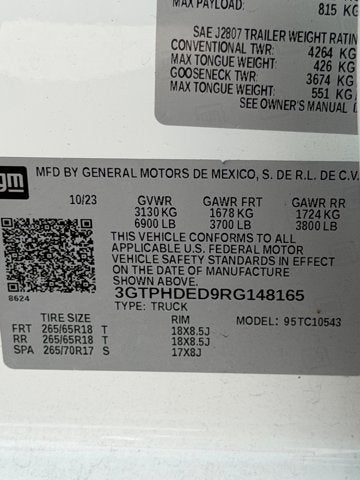 MAX PAYLOAD:
815 KG
SAE J2807 TRAILER WEIGHT RATIN
CONVENTIONAL TWR: 4264 KG
MAX TONGUE WEIGHT: 426 KG
GOOSENECK TWR: 3674 KG
MAX TONGUE WEIGHT: 551 KG
SEE OWNER'S MANUAL
gm
MFD BY GENERAL MOTORS DE MEXICO, S. DE R.L. DE C.V.
10/23 GVWR GAWR FRT GAWR RR
3130 KG 1678 KG 1724 KG
6900 LB 3700 LB 3800 LB
THIS VEHICLE CONFORMS TO ALL
APPLICABLE U.S. FEDERAL MOTOR
VEHICLE SAFETY STANDARDS IN EFFECT
ON THE DATE OF MANUFACTURE
SHOWN ABOVE.
8624
3GTPHDED9RG148165
TYPE: TRUCK
MODEL: 95TC10543
TIRE SIZE RIM
FRT 265/65R18 T 18X8.5J
RR 265/65R18 T 18X8.5J
SPA 265/70R17 S 17X8J